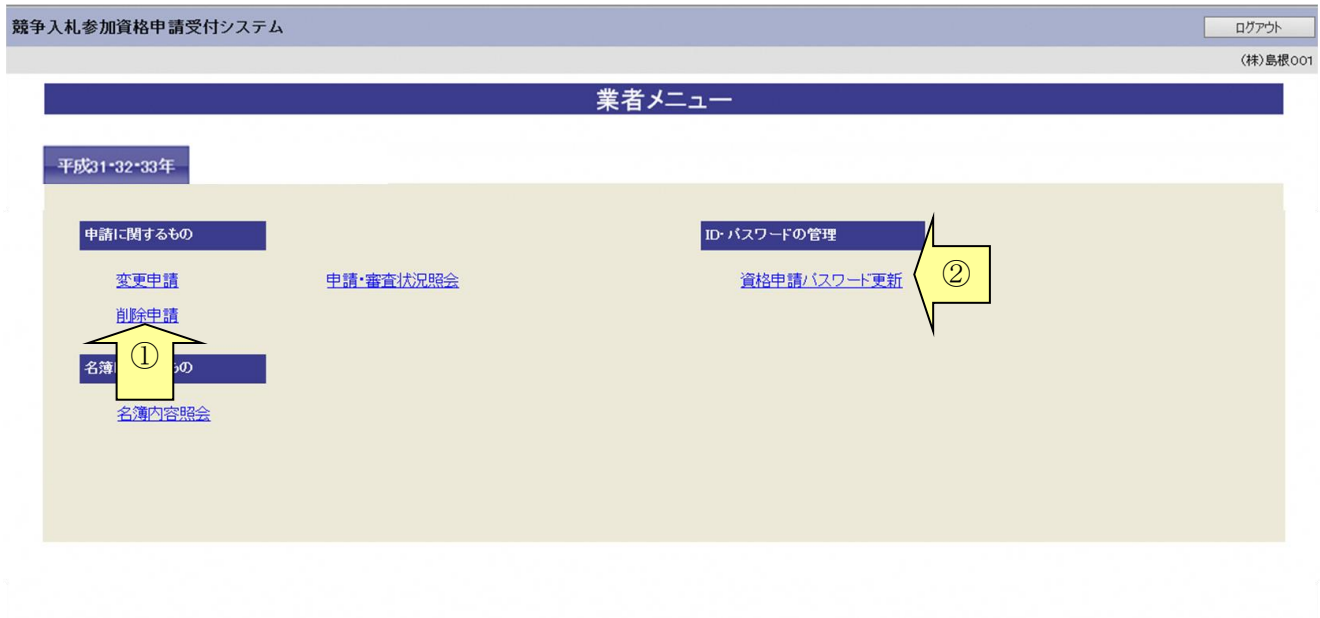 競争入札参加資格申請受付システム
ログアウト
(株)島根001
業者メニュー
平成31・32・33年
申請に関するもの
ID・パスワードの管理
変更申請
申請・審査状況照会
資格申請パスワード更新
②
削除申請
①
名簿
もの
名簿内容照会